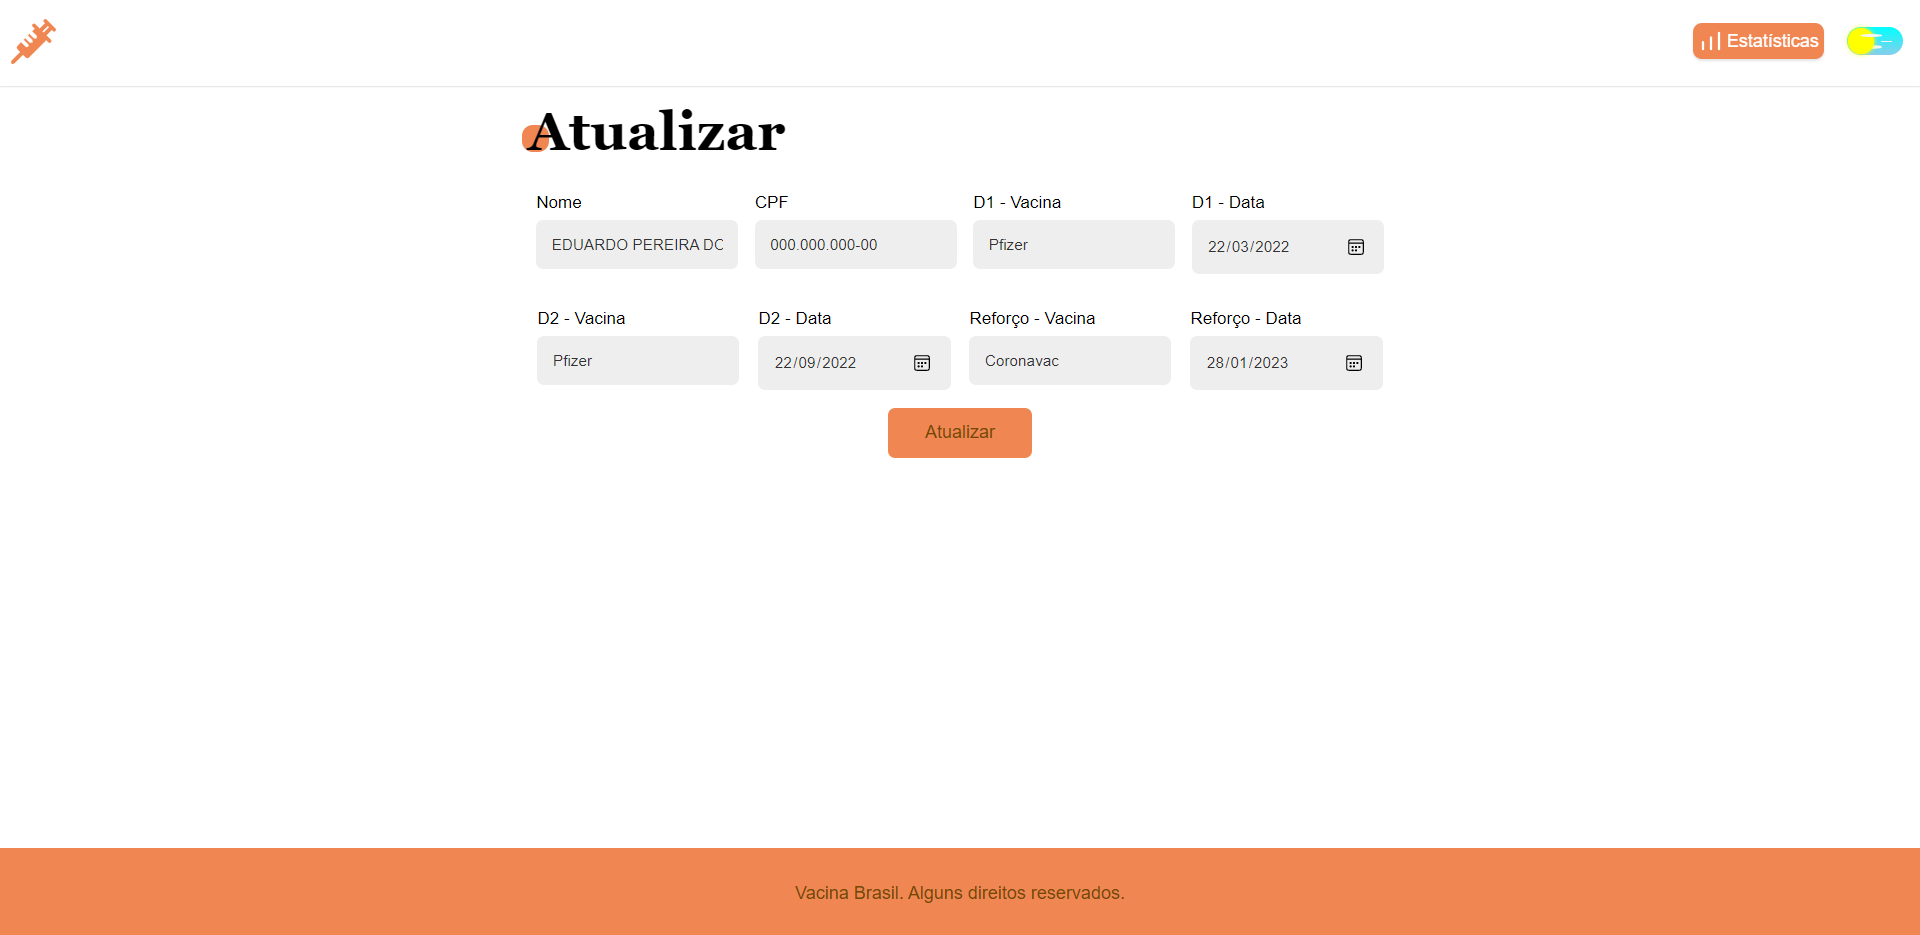 Estatísticas
Atualizar
Nome CPF D1 - Vacina D1 - Data
EDUARDO PEREIRA DO 000.000.000-00 Pfizer 22/03/2022
D2 - Vacina D2 - Data Reforço - Vacina Reforço - Data
Pfizer 22/09/2022 Coronavac 28/01/2023
Atualizar
Vacina Brasil. Alguns direitos reservados.